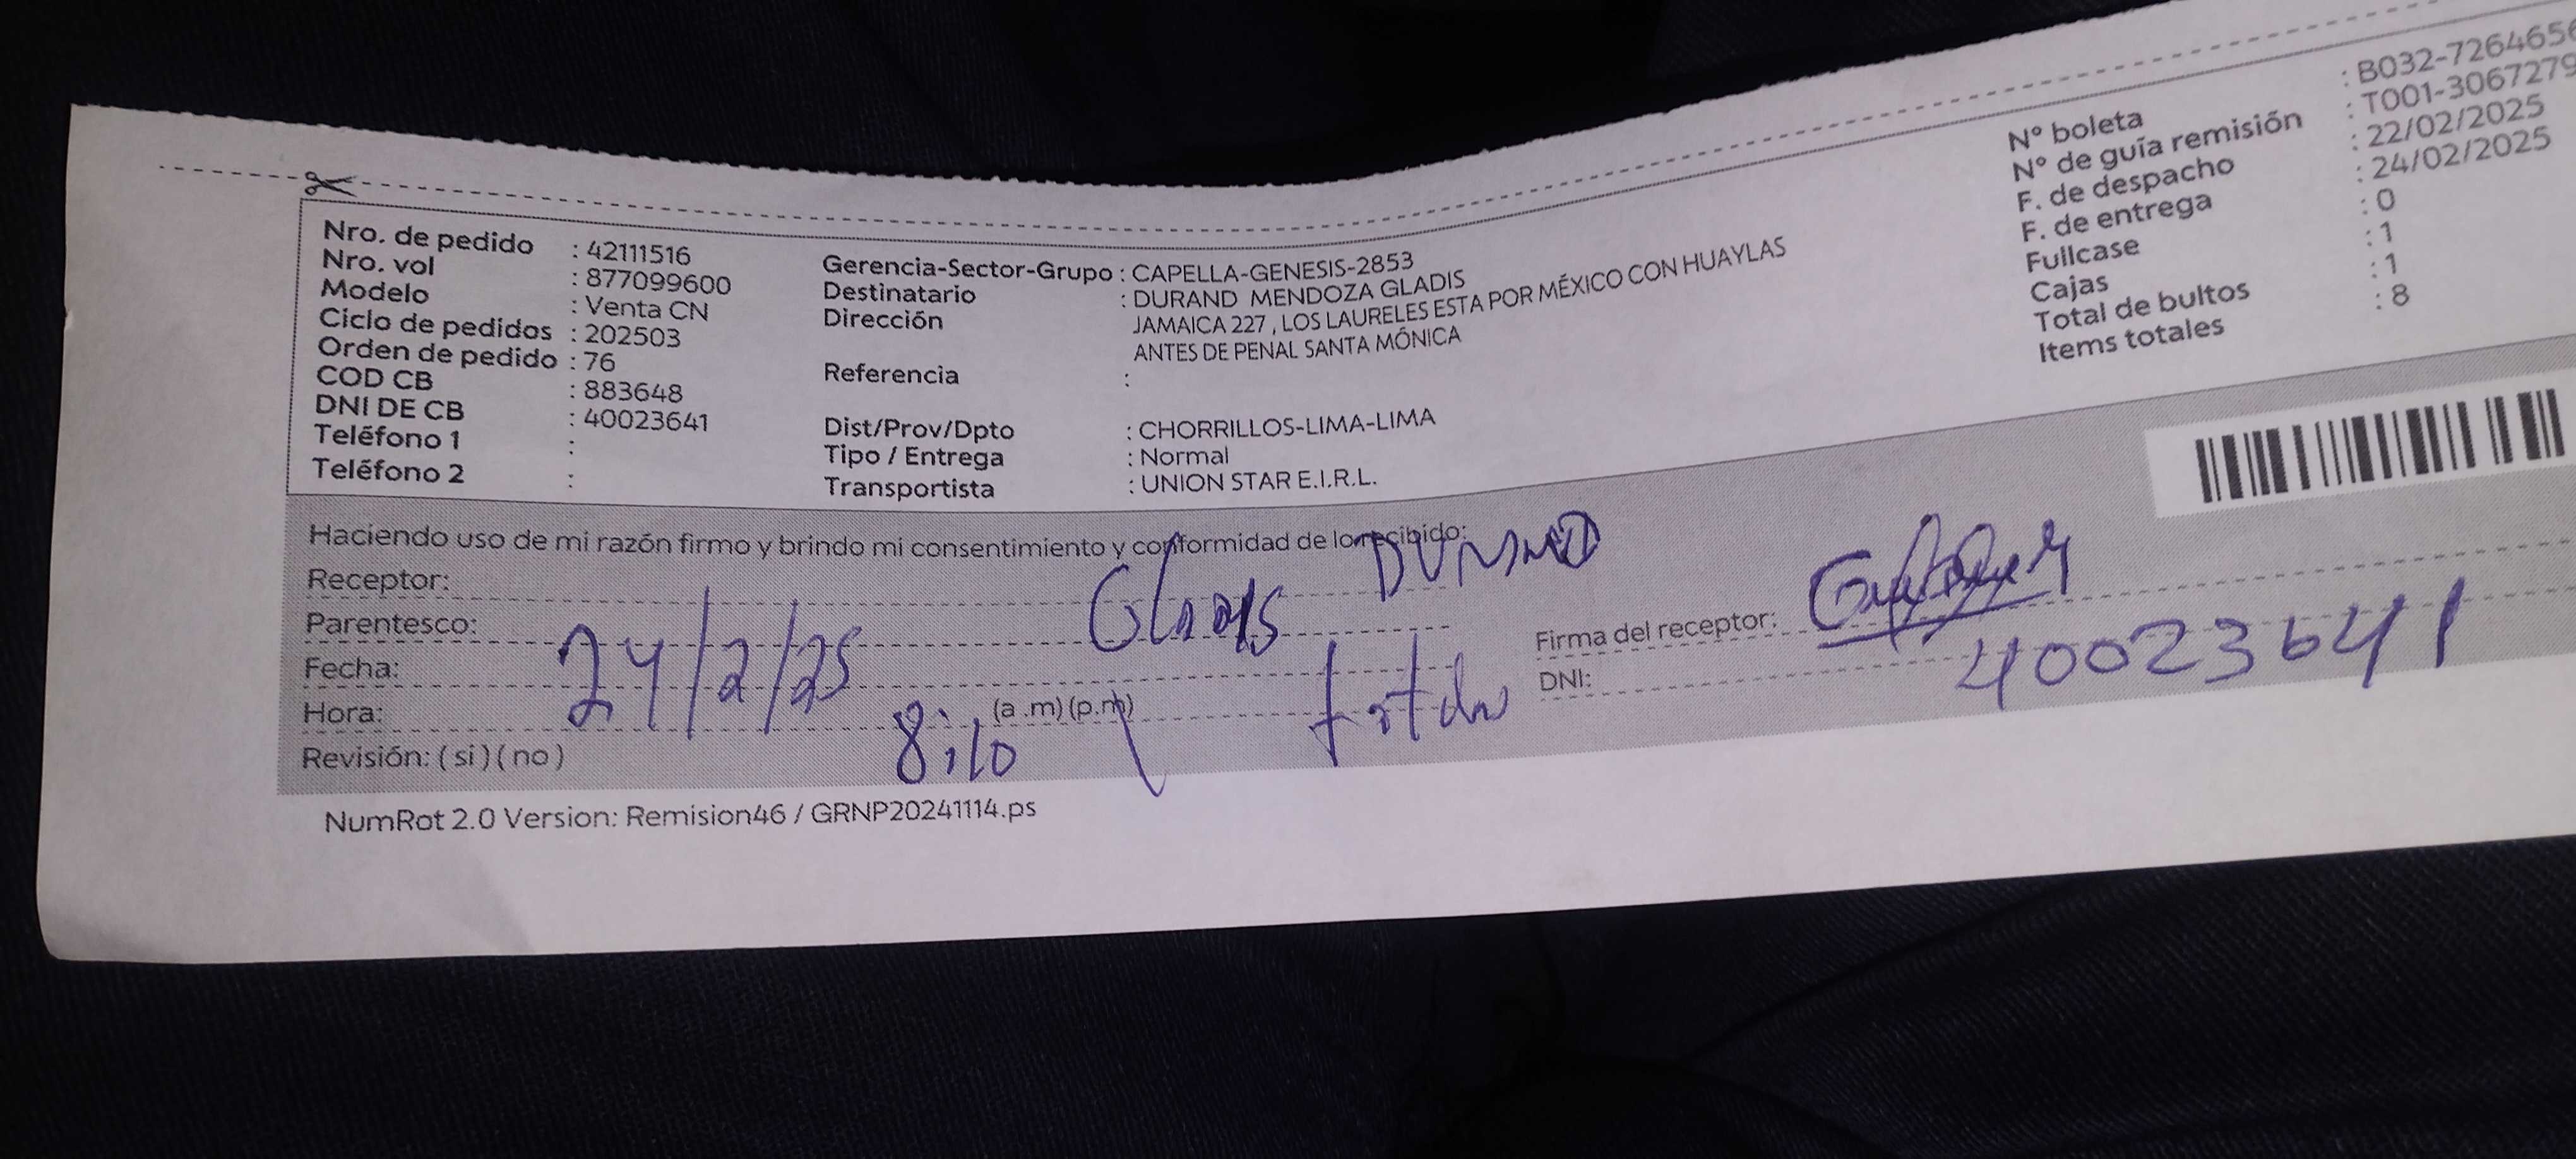 Nro. de pedido : 42111516
Nro. vol : 877099600
Modelo : Venta CN
Ciclo de pedidos : 202503
Orden de pedido : 76
COD CB : 883648
DNI DE CB : 40023641
Teléfono 1 :
Teléfono 2 :
Gerencia-Sector-Grupo : CAPELLA-GENESIS-2853
Destinatario : DURAND MENDOZA GLADIS
Dirección : JAMAICA 227 , LOS LAURELES ESTA POR MÉXICO CON HUAYLAS
ANTES DE PENAL SANTA MÓNICA
Referencia :
Dist/Prov/Dpto : CHORRILLOS-LIMA-LIMA
Tipo / Entrega : Normal
Transportista : UNION STAR E.I.R.L.
N° boleta : B032-7264656
N° de guía remisión : T001-3067279
F. de despacho : 22/02/2025
F. de entrega : 24/02/2025
Fullcase : 0
Cajas : 1
Total de bultos : 1
Items totales : 8
Haciendo uso de mi razón firmo y brindo mi consentimiento y conformidad de lo recibido:
Receptor: Gladys DURAND
Parentesco:
Fecha: 24/2/25
Hora: 8:10 (a .m) (p.m)
Revisión: ( si ) ( no )
Firma del receptor:
DNI: 40023641
NumRot 2.0 Version: Remision46 / GRNP20241114.ps